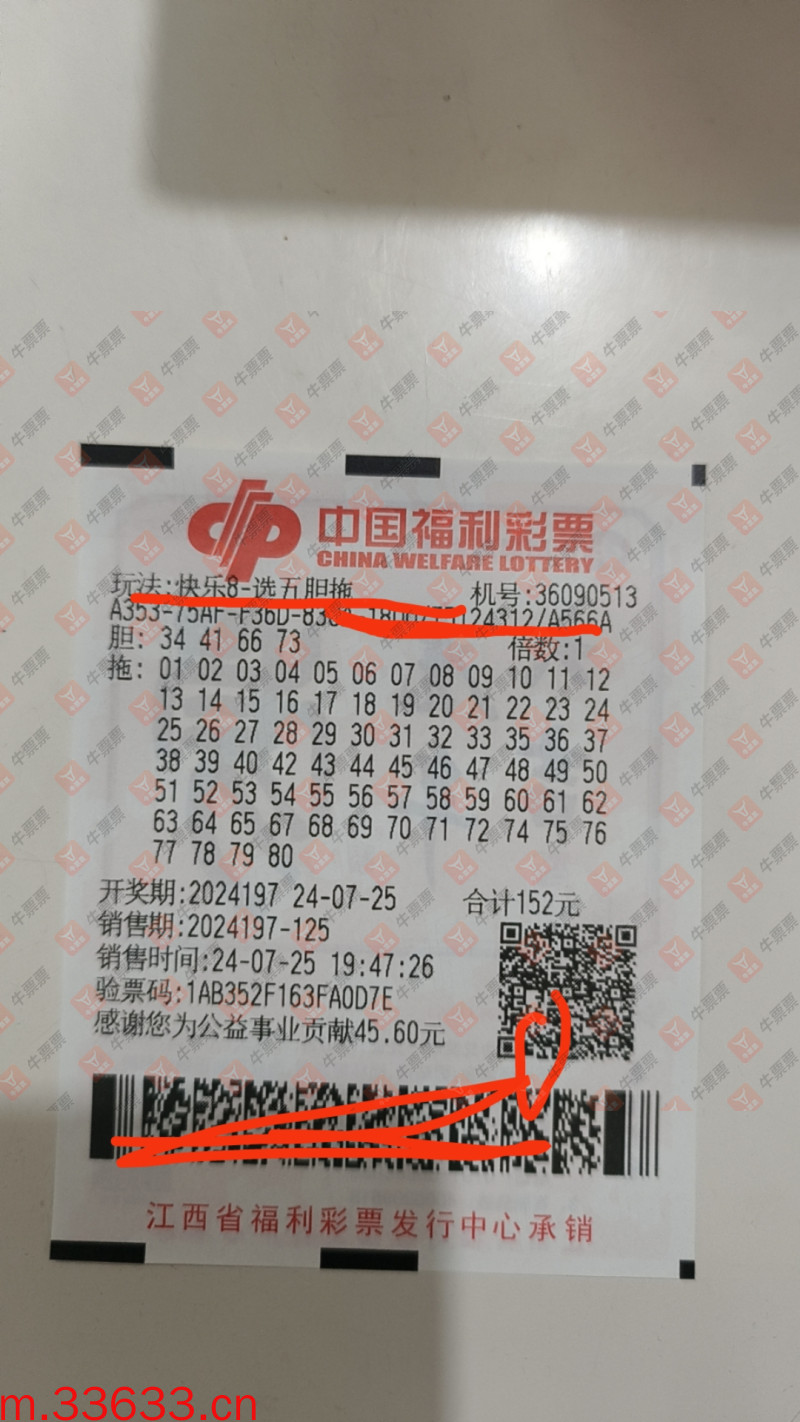 中国福利彩票
CHINA WELFARE LOTTERY
玩法:快乐8-选五胆拖 机号:36090513
A353-75AF-F36D- 124312/A566A
胆: 34 41 66 73 倍数:1
拖: 01 02 03 04 05 06 07 08 09 10 11 12
13 14 15 16 17 18 19 20 21 22 23 24
25 26 27 28 29 30 31 32 33 35 36 37
38 39 40 42 43 44 45 46 47 48 49 50
51 52 53 54 55 56 57 58 59 60 61 62
63 64 65 67 68 69 70 71 72 74 75 76
77 78 79 80
开奖期:2024197 24-07-25 合计152元
销售期:2024197-125
销售时间:24-07-25 19:47:26
验票码:1AB352F163FA0D7E
感谢您为公益事业贡献45.60元
江西省福利彩票发行中心承销
牛票票
m.33633.cn